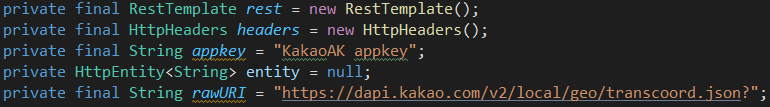 private final RestTemplate rest = new RestTemplate();
private final HttpHeaders headers = new HttpHeaders();
private final String appkey = "KakaoAK appkey";
private HttpEntity<String> entity = null;
private final String rawURI = "https://dapi.kakao.com/v2/local/geo/transcoord.json?";